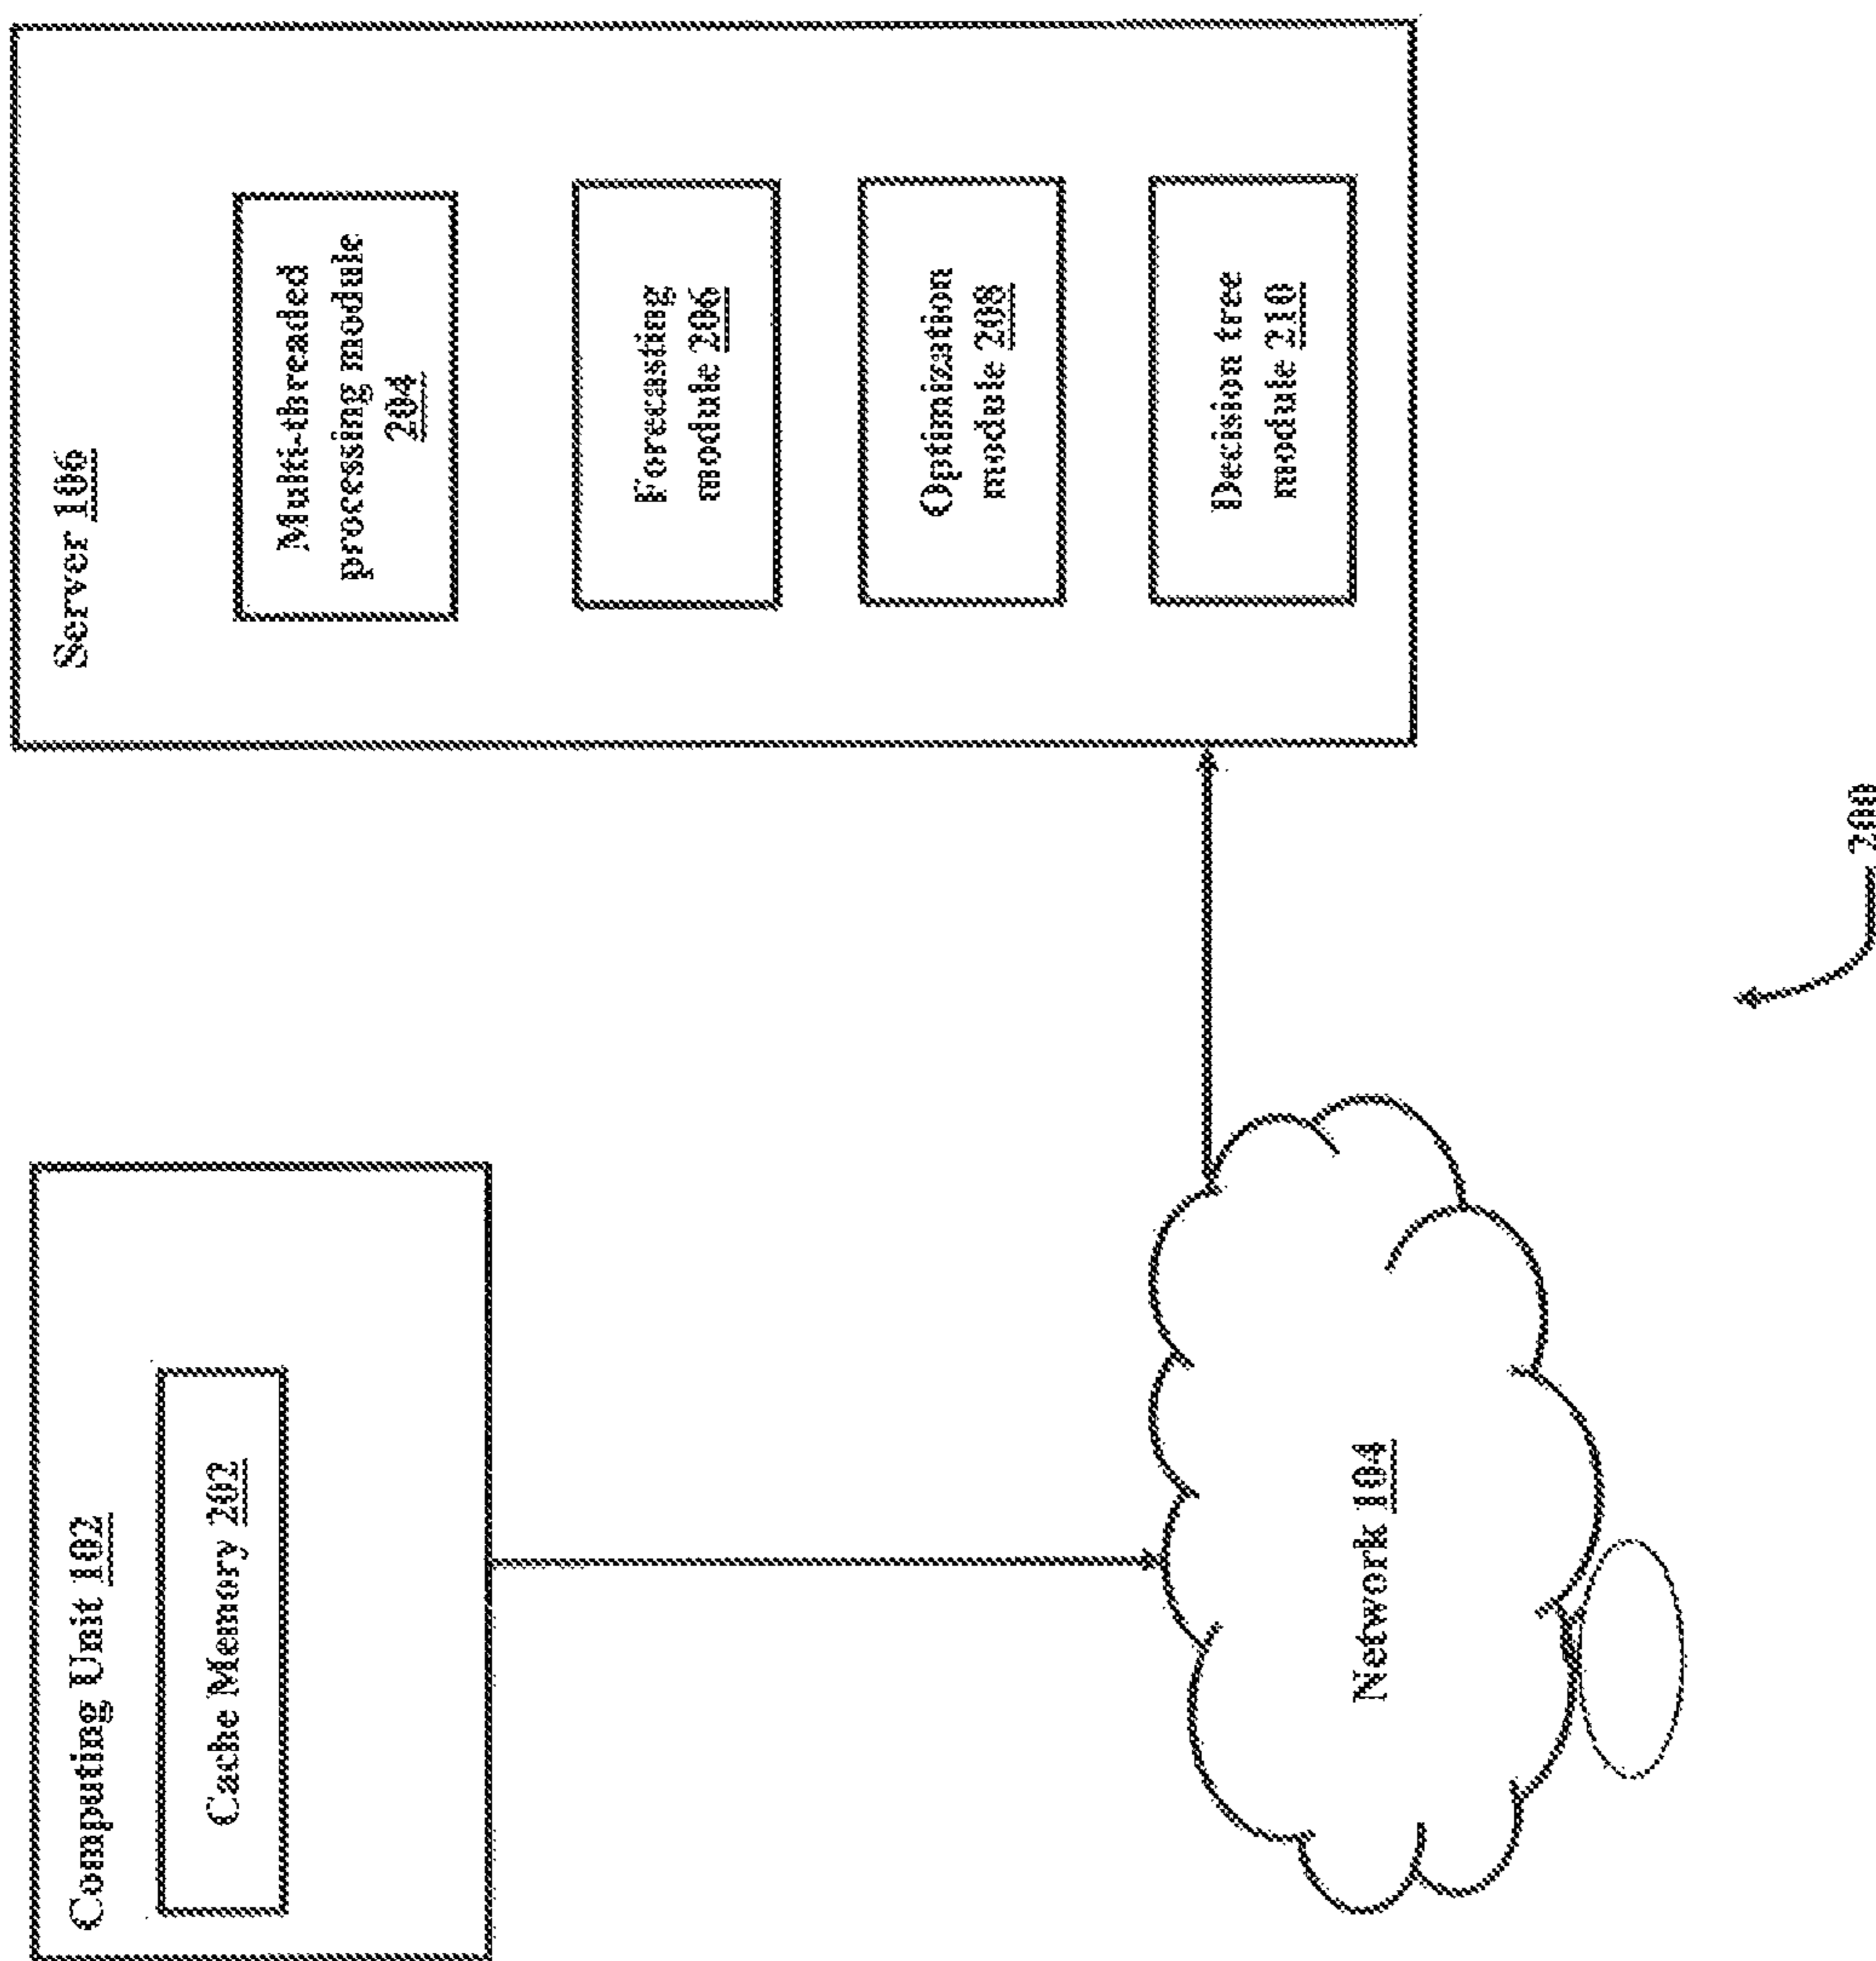 Computing Unit 102
Cache Memory 202
Network 104
Server 106
Multi-threaded
processing module
204
Forecasting
module 206
Optimization
module 208
Decision tree
module 210
200